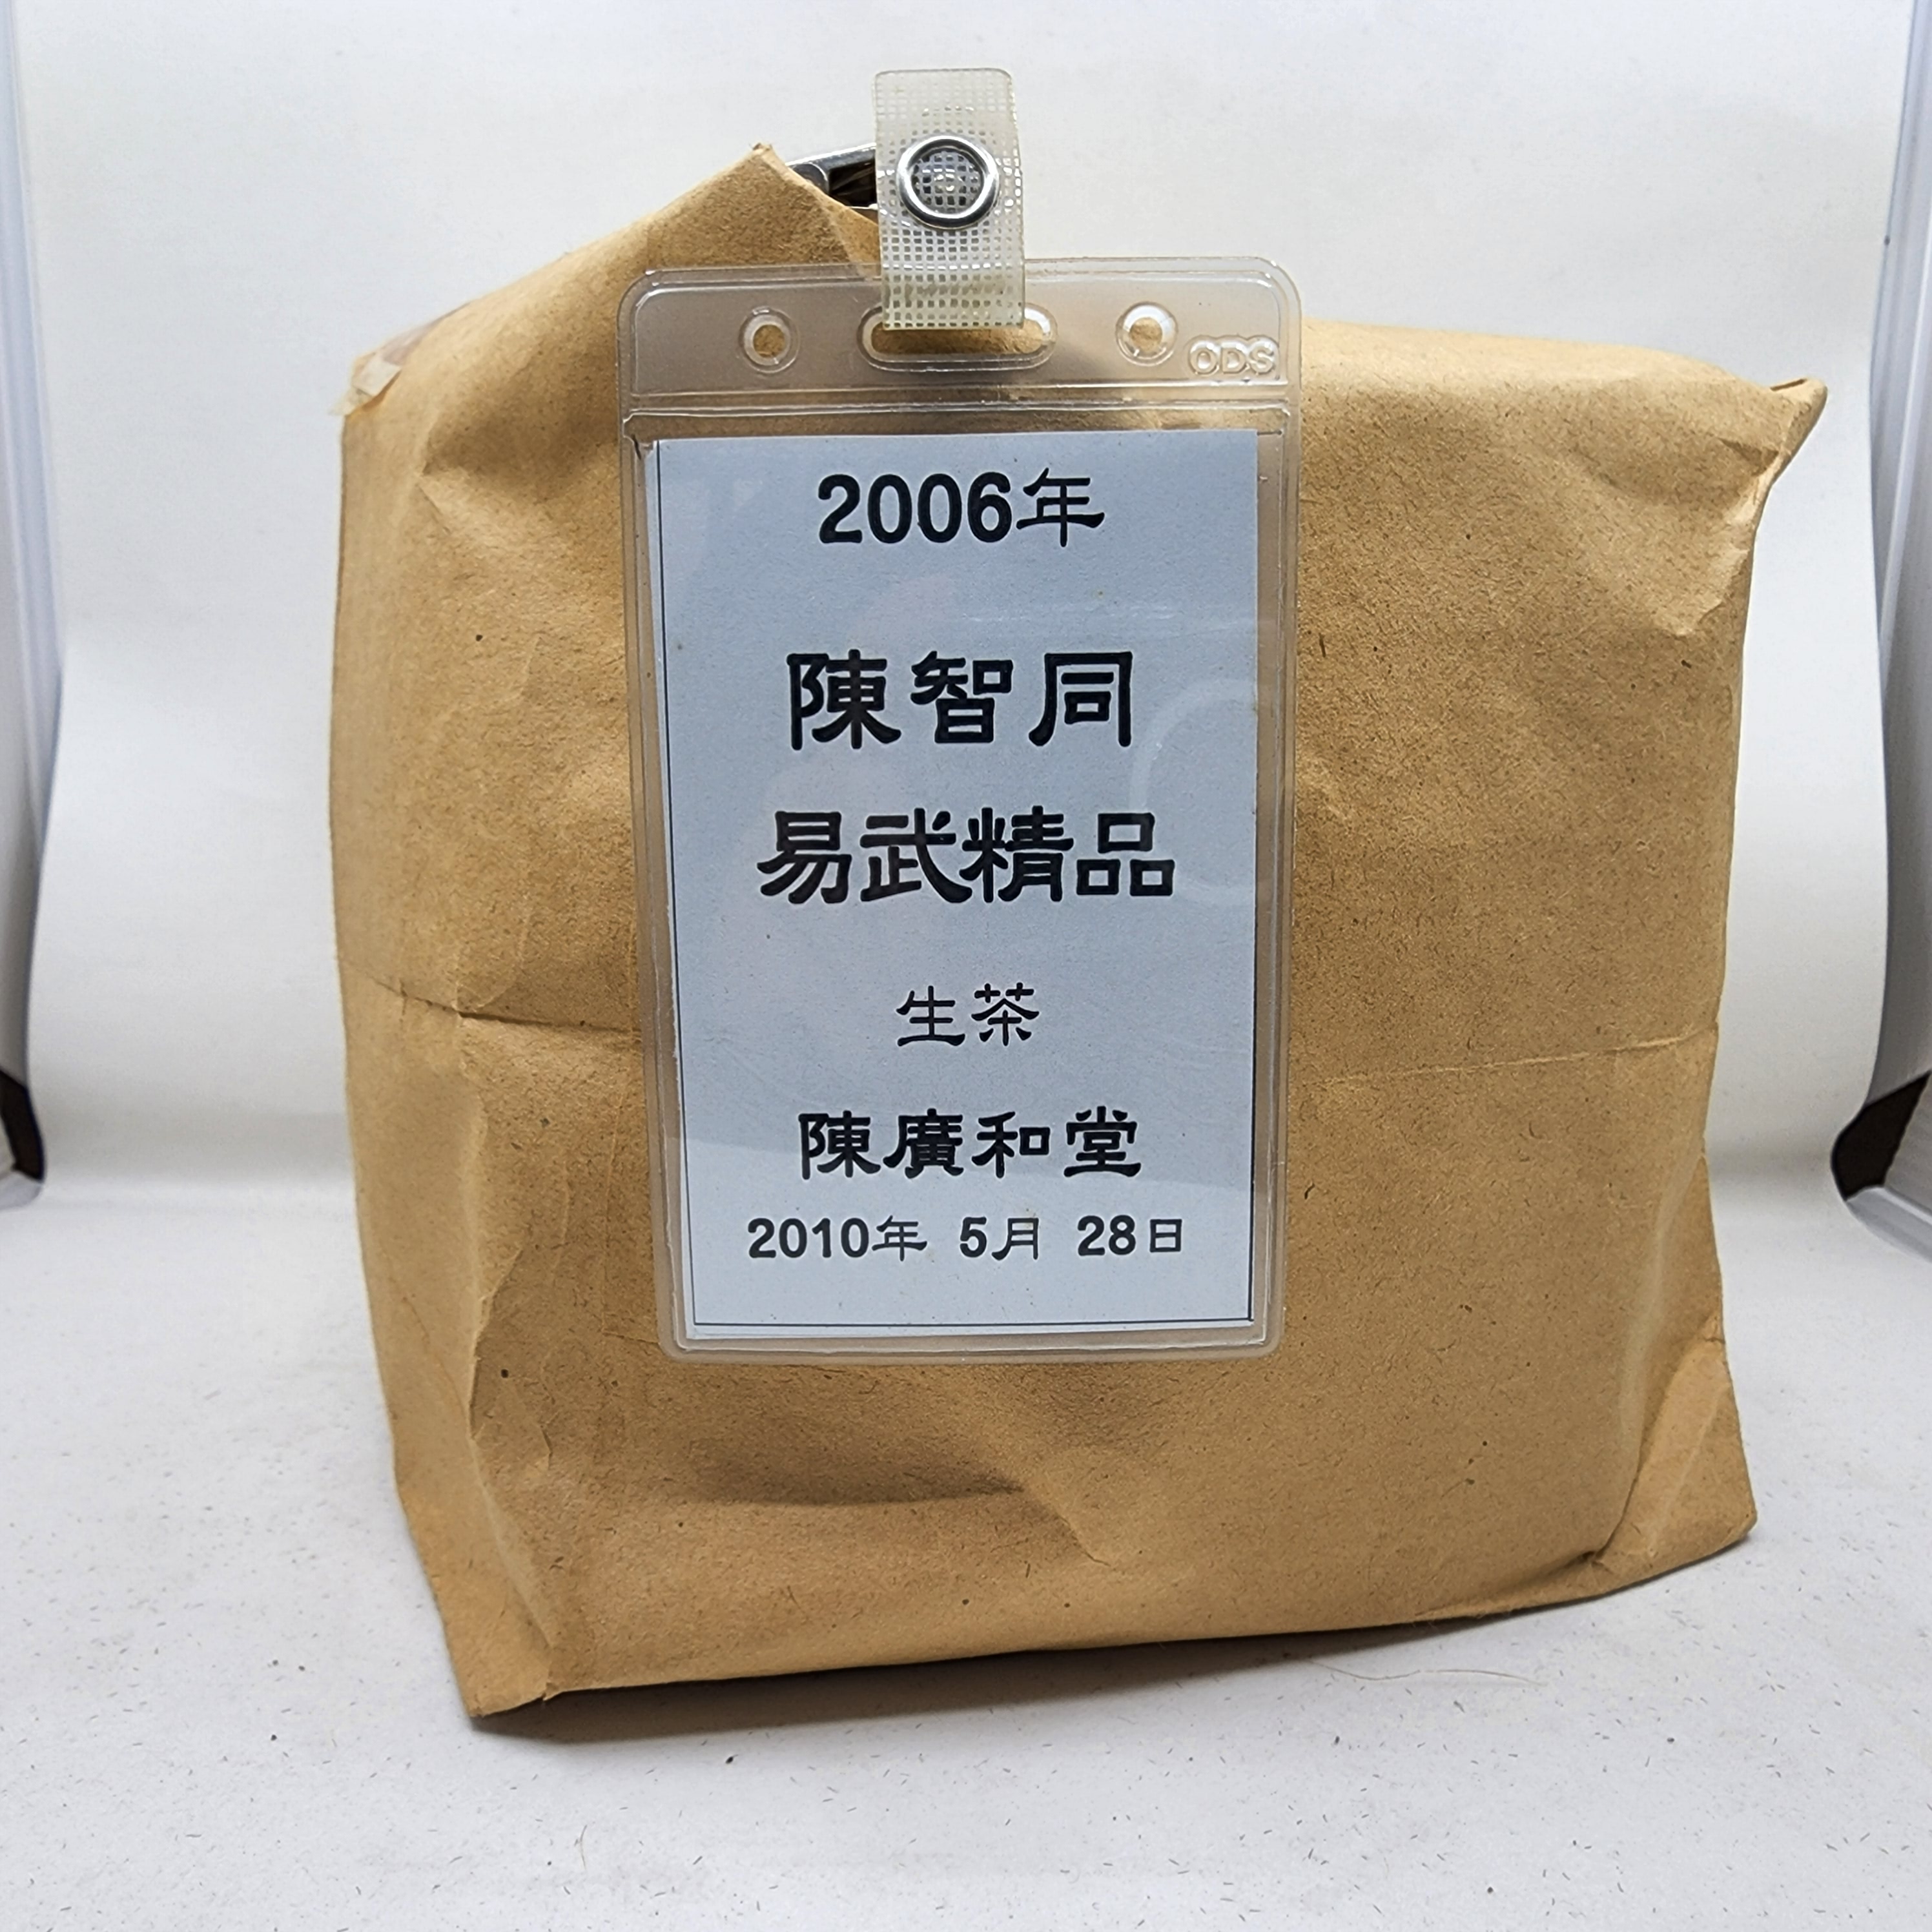 ODS
2006年
陳智同
易武精品
生茶
陳廣和堂
2010年 5月 28日